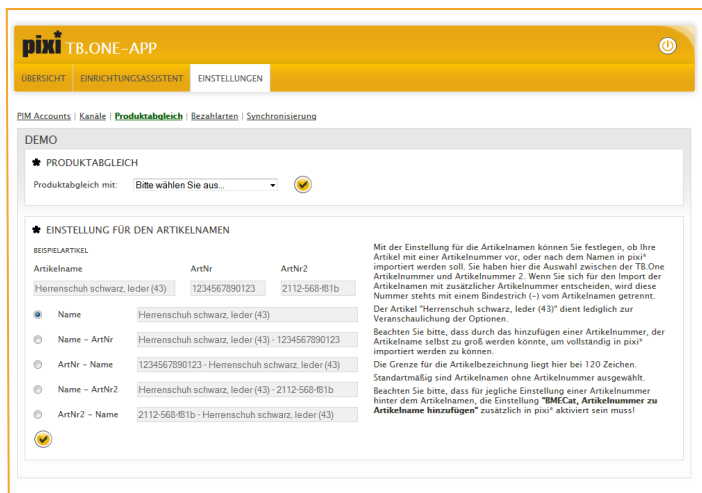 pixi* TB.ONE-APP
ÜBERSICHT EINRICHTUNGSASSISTENT EINSTELLUNGEN
PIM Accounts | Kanäle | Produktabgleich | Bezahlarten | Synchronisierung
DEMO
PRODUKTABGLEICH
Produktabgleich mit: Bitte wählen Sie aus...
EINSTELLUNG FÜR DEN ARTIKELNAMEN
BEISPIELARTIKEL
Artikelname ArtNr ArtNr2
Herrenschuh schwarz, leder (43) 1234567890123 2112-568-f81b
Name Herrenschuh schwarz, leder (43)
Name - ArtNr Herrenschuh schwarz, leder (43) - 1234567890123
ArtNr - Name 1234567890123 - Herrenschuh schwarz, leder (43)
Name - ArtNr2 Herrenschuh schwarz, leder (43) - 2112-568-f81b
ArtNr2 - Name 2112-568-f81b - Herrenschuh schwarz, leder (43)
Mit der Einstellung für die Artikelnamen können Sie festlegen, ob Ihre
Artikel mit einer Artikelnummer vor, oder nach dem Namen in pixi*
importiert werden soll. Sie haben hier die Auswahl zwischen der TB.One
Artikelnummer und Artikelnummer 2. Wenn Sie sich für den Import der
Artikelnamen mit zusätzlicher Artikelnummer entscheiden, wird diese
Nummer stehts mit einem Bindestrich (-) vom Artikelnamen getrennt.
Der Artikel "Herrenschuh schwarz, leder (43)" dient lediglich zur
Veranschaulichung der Optionen.
Beachten Sie bitte, dass durch das hinzufügen einer Artikelnummer, der
Artikelname selbst zu groß werden könnte, um vollständig in pixi*
importiert werden zu können.
Die Grenze für die Artikelbezeichnung liegt hier bei 120 Zeichen.
Standartmäßig sind Artikelnamen ohne Artikelnummer ausgewählt.
Beachten Sie bitte, dass für jegliche Einstellung einer Artikelnummer
hinter dem Artikelnamen, die Einstellung "BMECat, Artikelnummer zu
Artikelname hinzufügen" zusätzlich in pixi* aktiviert sein muss!